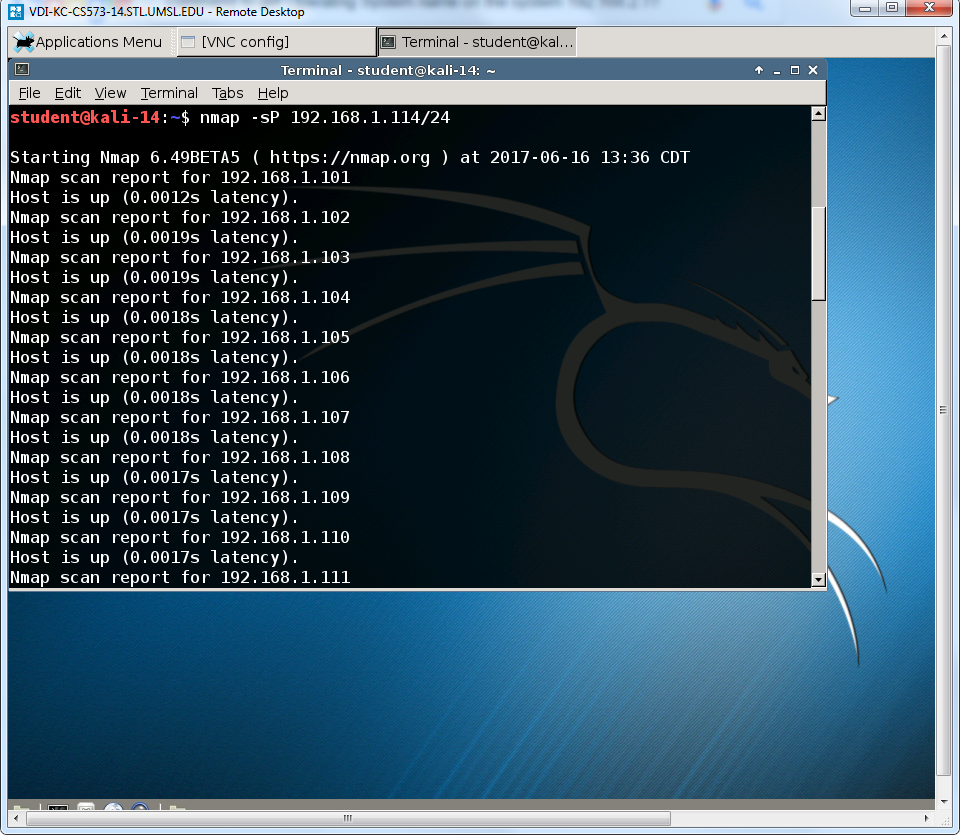 erating System name on the system 192.168.2.11
VDI-KC-CS573-14.STL.UMSL.EDU - Remote Desktop
Applications Menu [VNC config] Terminal - student@kal...
Terminal - student@kali-14: ~
File Edit View Terminal Tabs Help
student@kali-14:~$ nmap -sP 192.168.1.114/24
Starting Nmap 6.49BETA5 ( https://nmap.org ) at 2017-06-16 13:36 CDT
Nmap scan report for 192.168.1.101
Host is up (0.0012s latency).
Nmap scan report for 192.168.1.102
Host is up (0.0019s latency).
Nmap scan report for 192.168.1.103
Host is up (0.0019s latency).
Nmap scan report for 192.168.1.104
Host is up (0.0018s latency).
Nmap scan report for 192.168.1.105
Host is up (0.0018s latency).
Nmap scan report for 192.168.1.106
Host is up (0.0018s latency).
Nmap scan report for 192.168.1.107
Host is up (0.0018s latency).
Nmap scan report for 192.168.1.108
Host is up (0.0017s latency).
Nmap scan report for 192.168.1.109
Host is up (0.0017s latency).
Nmap scan report for 192.168.1.110
Host is up (0.0017s latency).
Nmap scan report for 192.168.1.111